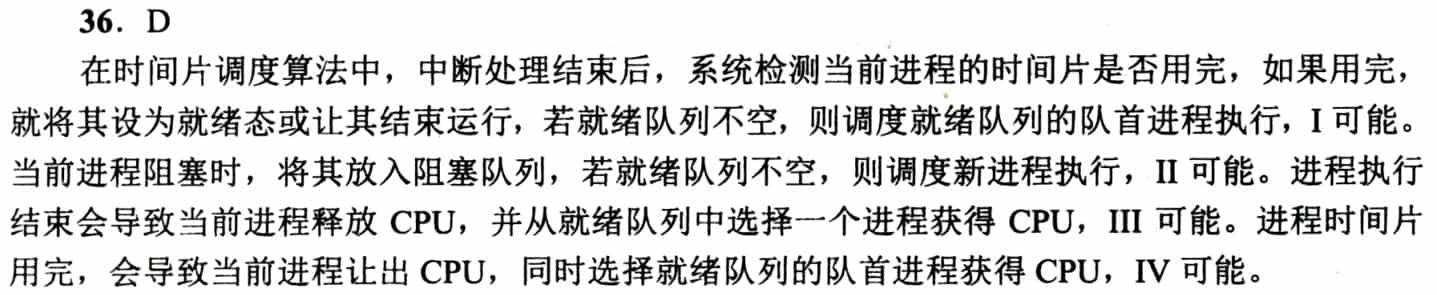 36. D
在时间片调度算法中，中断处理结束后，系统检测当前进程的时间片是否用完，如果用完，
就将其设为就绪态或让其结束运行，若就绪队列不空，则调度就绪队列的队首进程执行，I 可能。
当前进程阻塞时，将其放入阻塞队列，若就绪队列不空，则调度新进程执行，II 可能。进程执行
结束会导致当前进程释放 CPU，并从就绪队列中选择一个进程获得 CPU，III 可能。进程时间片
用完，会导致当前进程让出 CPU，同时选择就绪队列的队首进程获得 CPU，IV 可能。